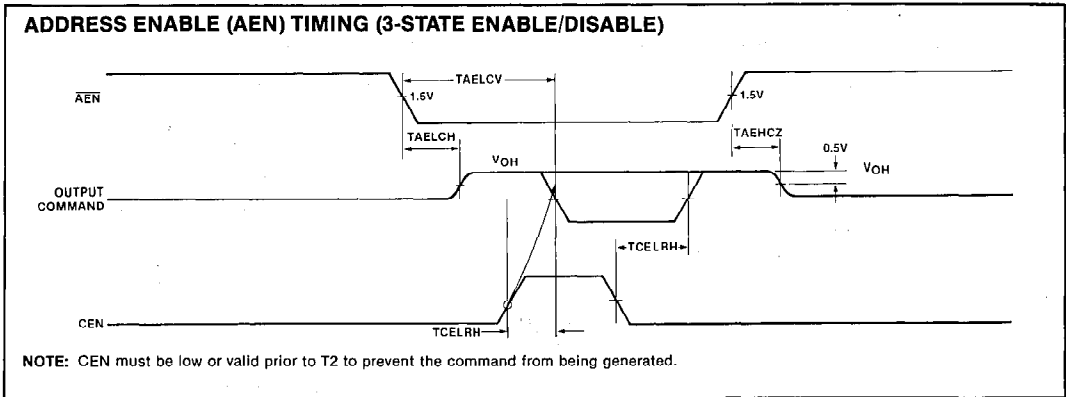 ADDRESS ENABLE (AEN) TIMING (3-STATE ENABLE/DISABLE)
TAELCV
AEN
1.5V
1.5V
TAELCH
TAEHCZ
0.5V
VOH
VOH
OUTPUT
COMMAND
TCELRH
CEN
TCELRH
NOTE: CEN must be low or valid prior to T2 to prevent the command from being generated.